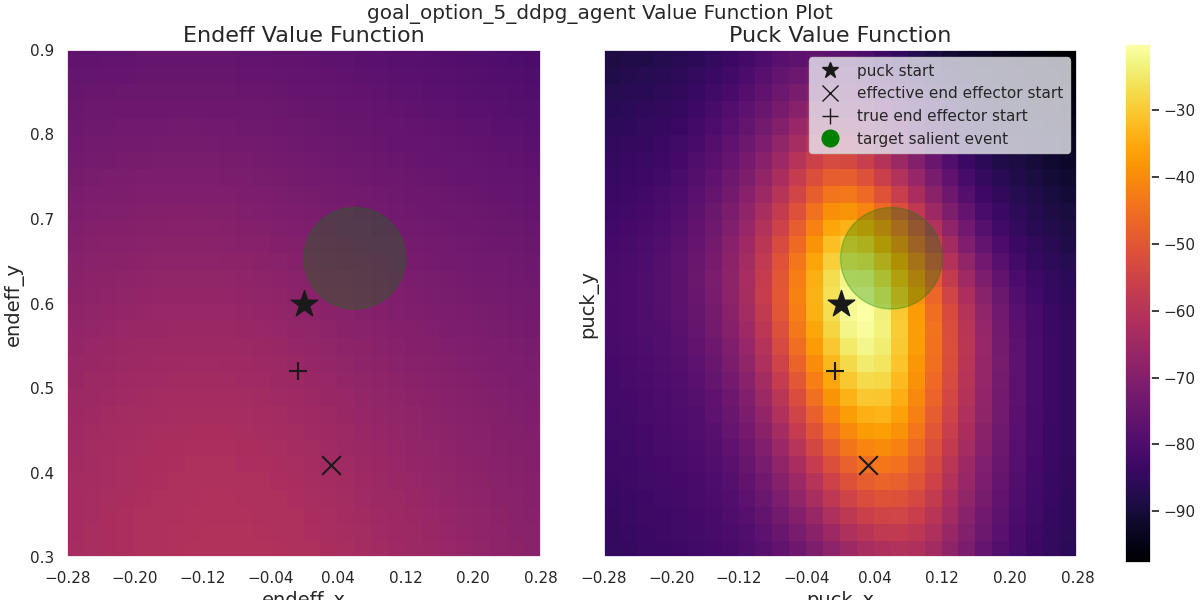 goal_option_5_ddpg_agent Value Function Plot
Endeff Value Function
endeff_y
0.9
0.8
0.7
0.6
0.5
0.4
0.3
−0.28 −0.20 −0.12 −0.04 0.04 0.12 0.20 0.28
endeff_x
Puck Value Function
puck start
effective end effector start
true end effector start
target salient event
puck_y
−0.28 −0.20 −0.12 −0.04 0.04 0.12 0.20 0.28
puck_x
−30
−40
−50
−60
−70
−80
−90